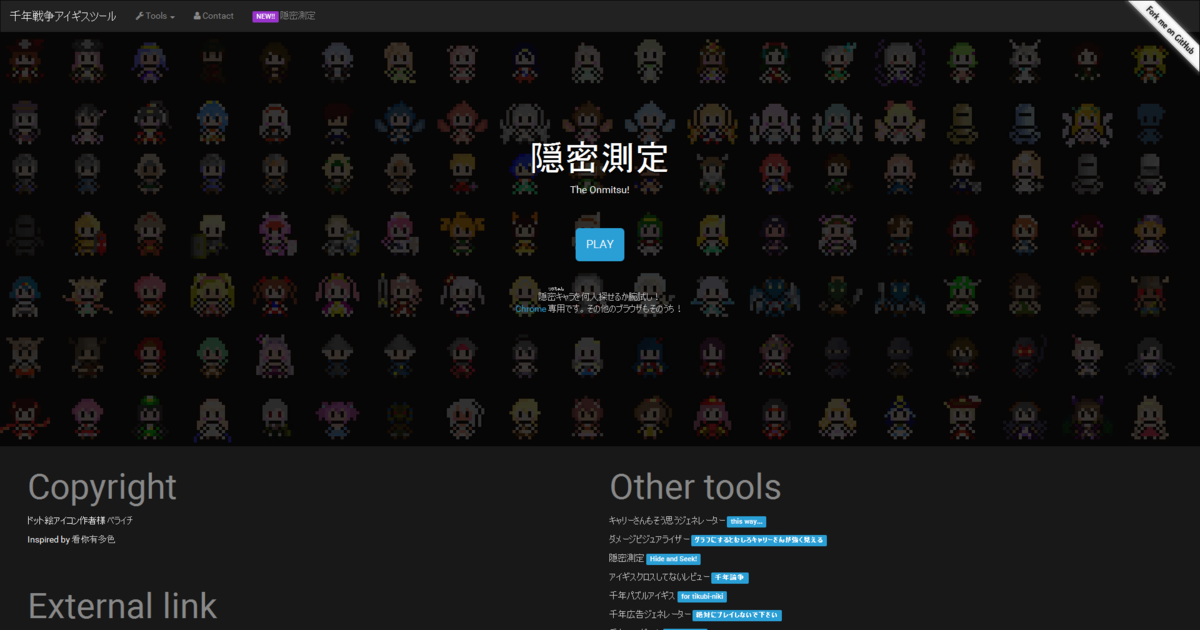 千年戦争アイギスツール Tools Contact NEW!! 隠密測定
Fork me on GitHub
隠密測定
The Onmitsu!
PLAY
隠密キャラを何人探せるか腕試し！
Chrome 専用です。その他のブラウザもそのうち！
Copyright
ドット絵アイコン作者様 バライチ
Inspired by 看你有多色
External link
Other tools
キャリーさんもそう思うジェネレーター this way...
ダメージビジュアライザー グラフにするとむしろキャリーさんが強く見える
隠密測定 Hide and Seek!
アイギスクロスしてないレビュー 千年論争
千年パズルアイギス for tikubi-niki
千年広告ジェネレーター 絶対にプレイしないで下さい